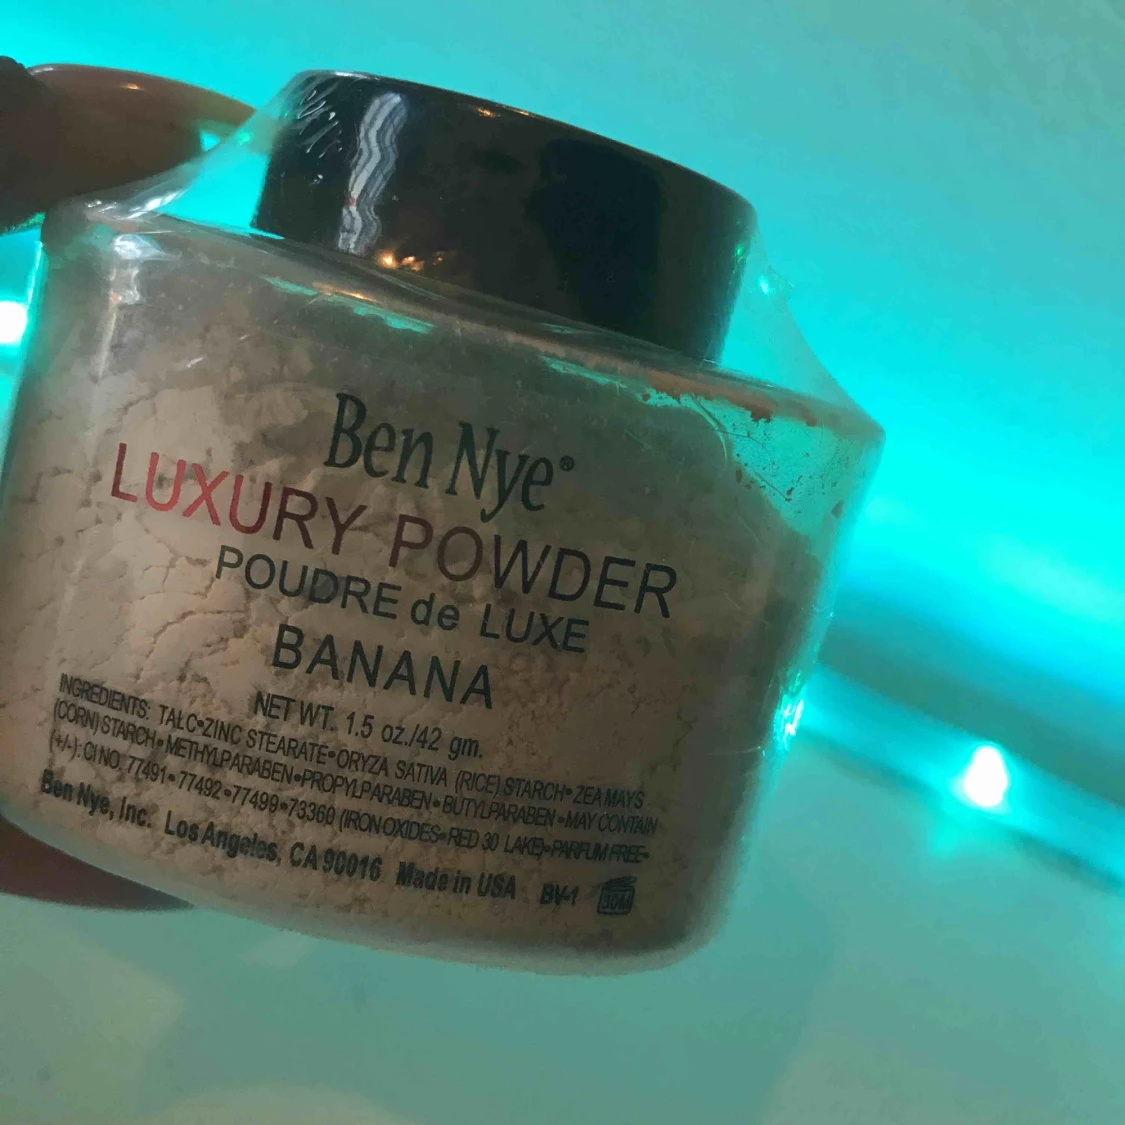 Ben Nye®
LUXURY POWDER
POUDRE de LUXE
BANANA
NET WT. 1.5 oz./42 gm.
INGREDIENTS: TALC•ZINC STEARATE•ORYZA SATIVA (RICE) STARCH• ZEA MAYS
(CORN) STARCH• METHYLPARABEN•PROPYLPARABEN• BUTYLPARABEN •MAY CONTAIN
(+/-): CI NO. 77491• 77492•77499•73360 (IRON OXIDES• RED 30 LAKE)•PARFUM FREE•
Ben Nye, Inc. Los Angeles, CA 90016 Made in USA BV-1 30M